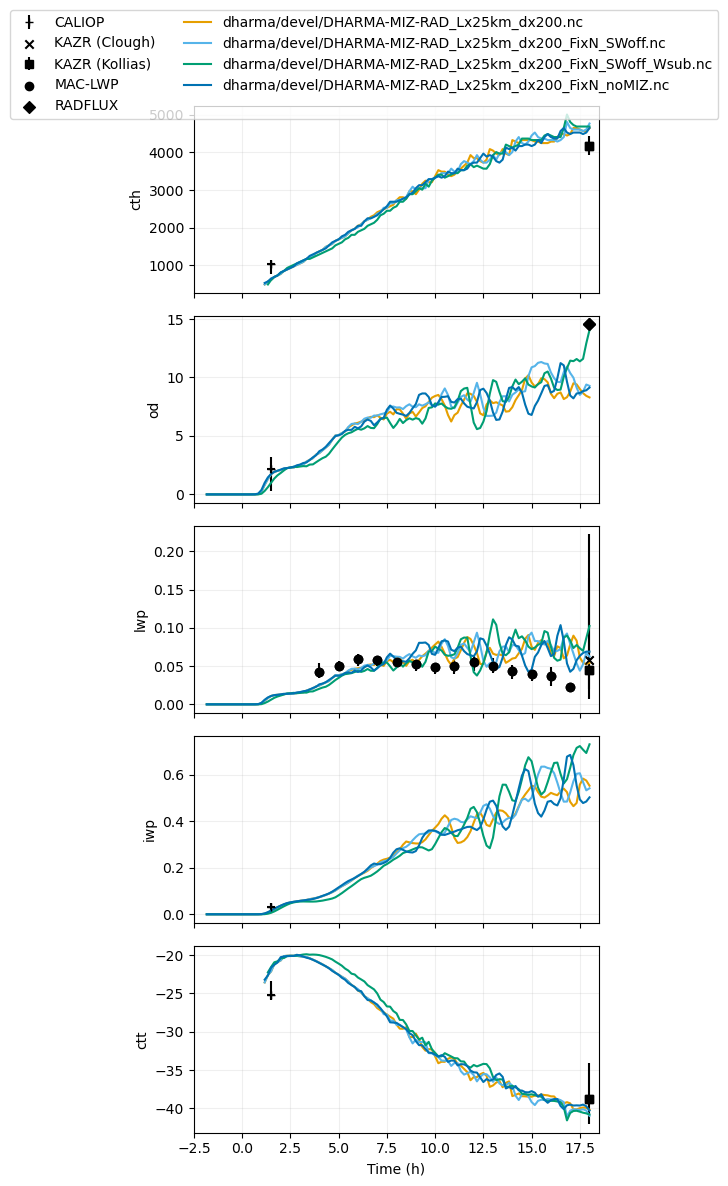 CALIOP
KAZR (Clough)
KAZR (Kollias)
MAC-LWP
RADFLUX
dharma/devel/DHARMA-MIZ-RAD_Lx25km_dx200.nc
dharma/devel/DHARMA-MIZ-RAD_Lx25km_dx200_FixN_SWoff.nc
dharma/devel/DHARMA-MIZ-RAD_Lx25km_dx200_FixN_SWoff_Wsub.nc
dharma/devel/DHARMA-MIZ-RAD_Lx25km_dx200_FixN_noMIZ.nc
5000
4000
3000
2000
1000
cth
15
10
5
0
od
0.20
0.15
0.10
0.05
0.00
lwp
0.6
0.4
0.2
0.0
iwp
−20
−25
−30
−35
−40
ctt
−2.5 0.0 2.5 5.0 7.5 10.0 12.5 15.0 17.5
Time (h)